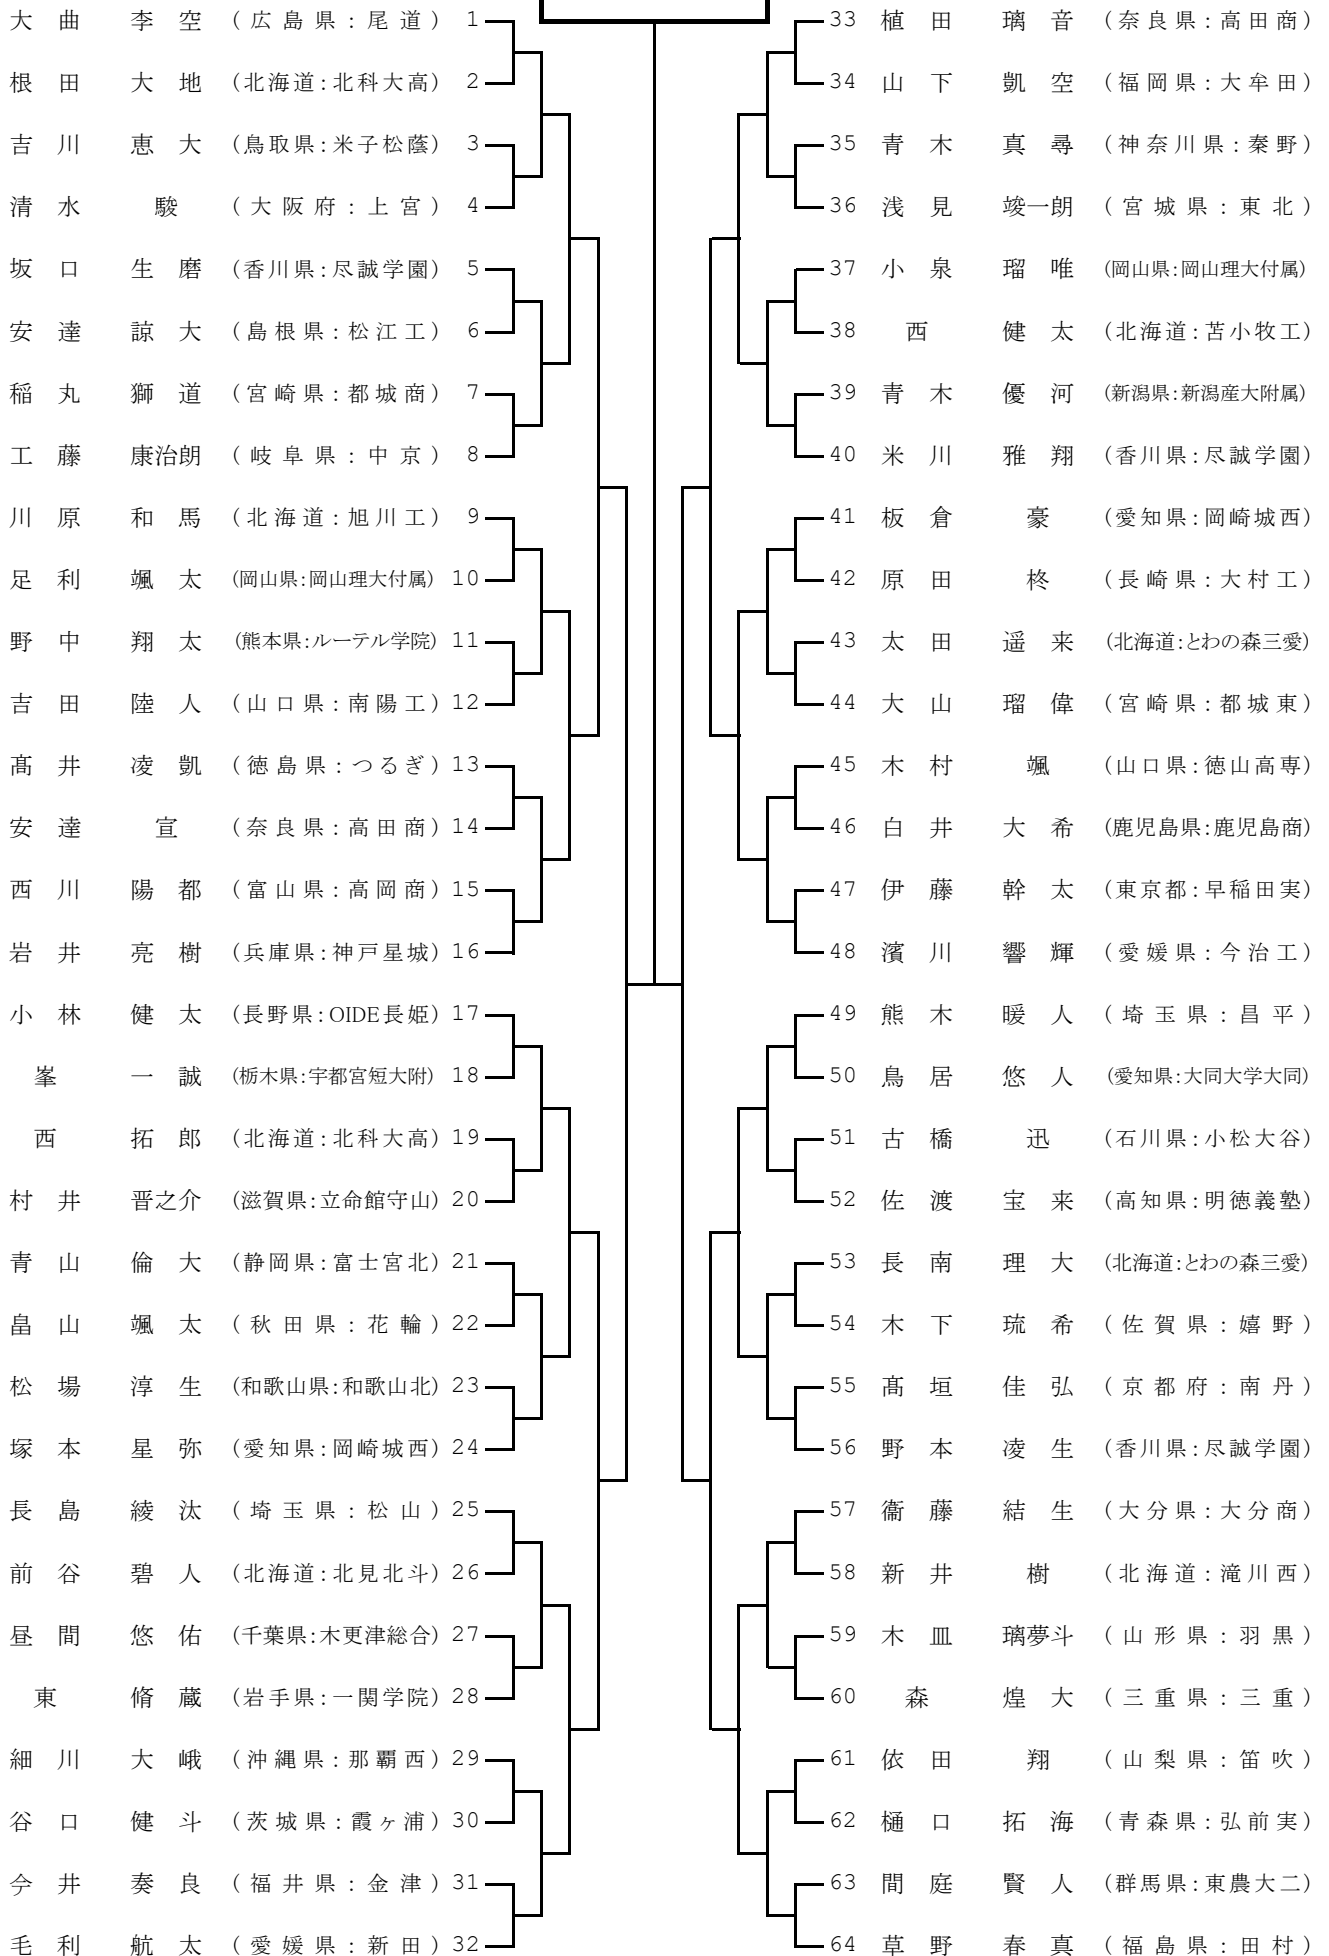 大曲 李空 (広島県:尾道) 1
根田 大地 (北海道:北科大高) 2
吉川 恵大 (鳥取県:米子松蔭) 3
清水 駿 (大阪府:上宮) 4
坂口 生磨 (香川県:尽誠学園) 5
安達 諒大 (島根県:松江工) 6
稲丸 獅道 (宮崎県:都城商) 7
工藤 康治朗 (岐阜県:中京) 8
川原 和馬 (北海道:旭川工) 9
足利 颯太 (岡山県:岡山理大付属) 10
野中 翔太 (熊本県:ルーテル学院) 11
吉田 陸人 (山口県:南陽工) 12
髙井 凌凱 (徳島県:つるぎ) 13
安達 宣 (奈良県:高田商) 14
西川 陽都 (富山県:高岡商) 15
岩井 亮樹 (兵庫県:神戸星城) 16
小林 健太 (長野県:OIDE長姫) 17
峯 一誠 (栃木県:宇都宮短大附) 18
西 拓郎 (北海道:北科大高) 19
村井 晋之介 (滋賀県:立命館守山) 20
青山 倫大 (静岡県:富士宮北) 21
畠山 颯太 (秋田県:花輪) 22
松場 淳生 (和歌山県:和歌山北) 23
塚本 星弥 (愛知県:岡崎城西) 24
長島 綾汰 (埼玉県:松山) 25
前谷 碧人 (北海道:北見北斗) 26
昼間 悠佑 (千葉県:木更津総合) 27
東 脩蔵 (岩手県:一関学院) 28
細川 大峨 (沖縄県:那覇西) 29
谷口 健斗 (茨城県:霞ヶ浦) 30
今井 奏良 (福井県:金津) 31
毛利 航太 (愛媛県:新田) 32
33 植田 璃音 (奈良県:高田商)
34 山下 凱空 (福岡県:大牟田)
35 青木 真尋 (神奈川県:秦野)
36 浅見 竣一朗 (宮城県:東北)
37 小泉 瑠唯 (岡山県:岡山理大付属)
38 西 健太 (北海道:苫小牧工)
39 青木 優河 (新潟県:新潟産大附属)
40 米川 雅翔 (香川県:尽誠学園)
41 板倉 豪 (愛知県:岡崎城西)
42 原田 柊 (長崎県:大村工)
43 太田 遥来 (北海道:とわの森三愛)
44 大山 瑠偉 (宮崎県:都城東)
45 木村 颯 (山口県:徳山高専)
46 白井 大希 (鹿児島県:鹿児島商)
47 伊藤 幹太 (東京都:早稲田実)
48 濱川 響輝 (愛媛県:今治工)
49 熊木 暖人 (埼玉県:昌平)
50 鳥居 悠人 (愛知県:大同大学大同)
51 古橋 迅 (石川県:小松大谷)
52 佐渡 宝来 (高知県:明徳義塾)
53 長南 理大 (北海道:とわの森三愛)
54 木下 琉希 (佐賀県:嬉野)
55 髙垣 佳弘 (京都府:南丹)
56 野本 凌生 (香川県:尽誠学園)
57 衞藤 結生 (大分県:大分商)
58 新井 樹 (北海道:滝川西)
59 木皿 璃夢斗 (山形県:羽黒)
60 森 煌大 (三重県:三重)
61 依田 翔 (山梨県:笛吹)
62 樋口 拓海 (青森県:弘前実)
63 間庭 賢人 (群馬県:東農大二)
64 草野 春真 (福島県:田村)